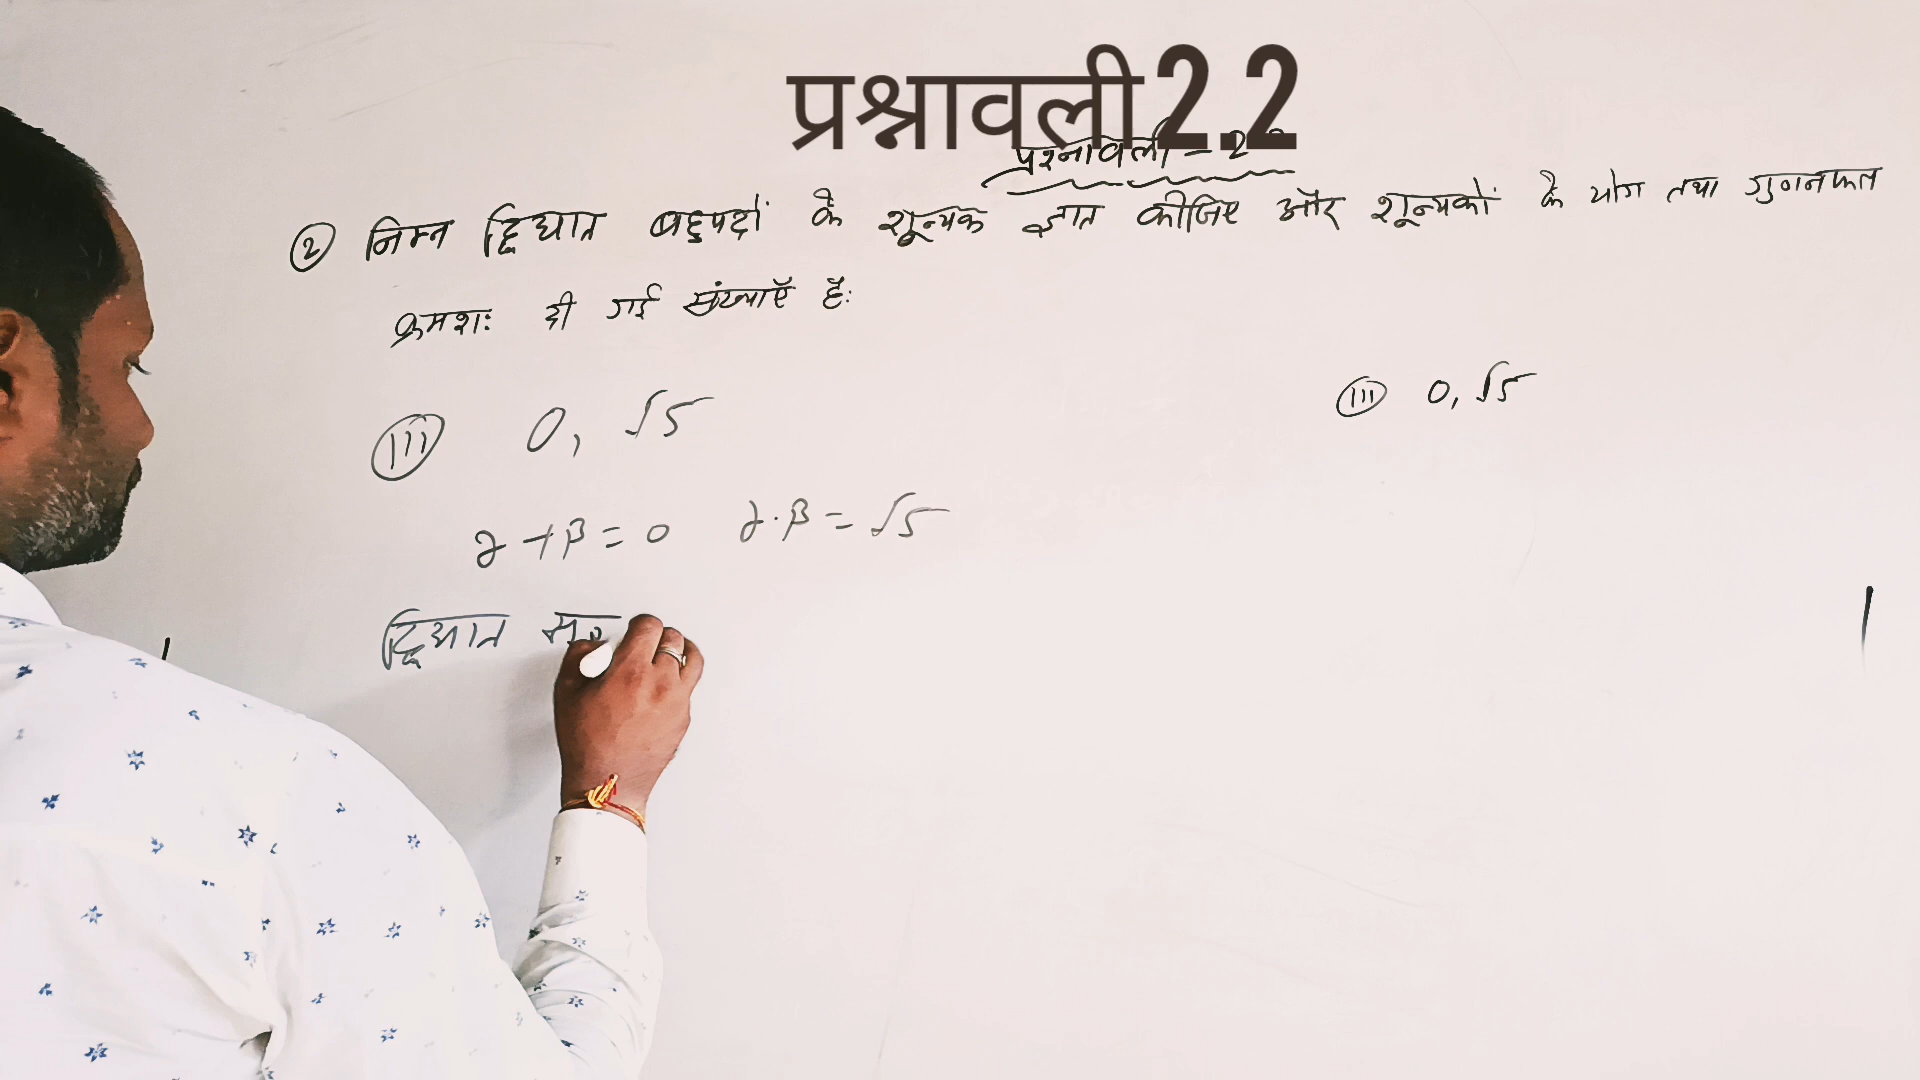 प्रश्नावली 2.2
प्रश्नावली - 2
② निम्न द्विघात बहुपदों के शून्यक ज्ञात कीजिए और शून्यकों के योग तथा गुणनफल
क्रमशः दी गई संख्याएँ हैं:
(iii) 0, √5
(iii) 0, √5
α + β = 0 α·β = √5
द्विघात